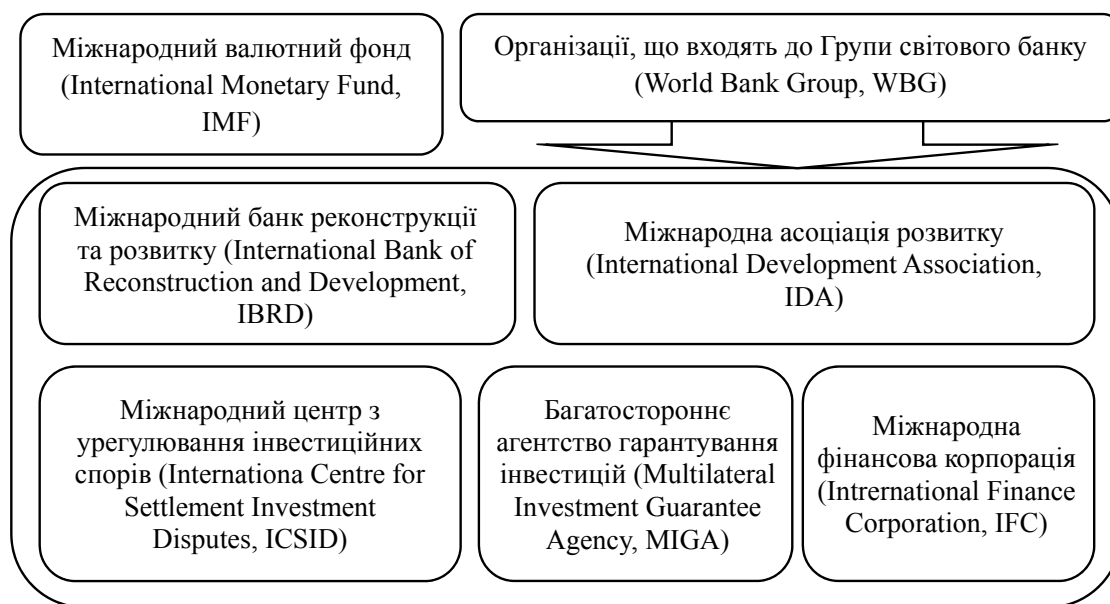 Міжнародний валютний фонд
(International Monetary Fund,
IMF)
Організації, що входять до Групи світового банку
(World Bank Group, WBG)
Міжнародний банк реконструкції
та розвитку (International Bank of
Reconstruction and Development,
IBRD)
Міжнародна асоціація розвитку
(International Development Association,
IDA)
Міжнародний центр з
урегулювання інвестиційних
спорів (Internationa Centre for
Settlement Investment
Disputes, ICSID)
Багатостороннє
агентство гарантування
інвестицій (Multilateral
Investment Guarantee
Agency, MIGA)
Міжнародна
фінансова корпорація
(Intrernational Finance
Corporation, IFC)